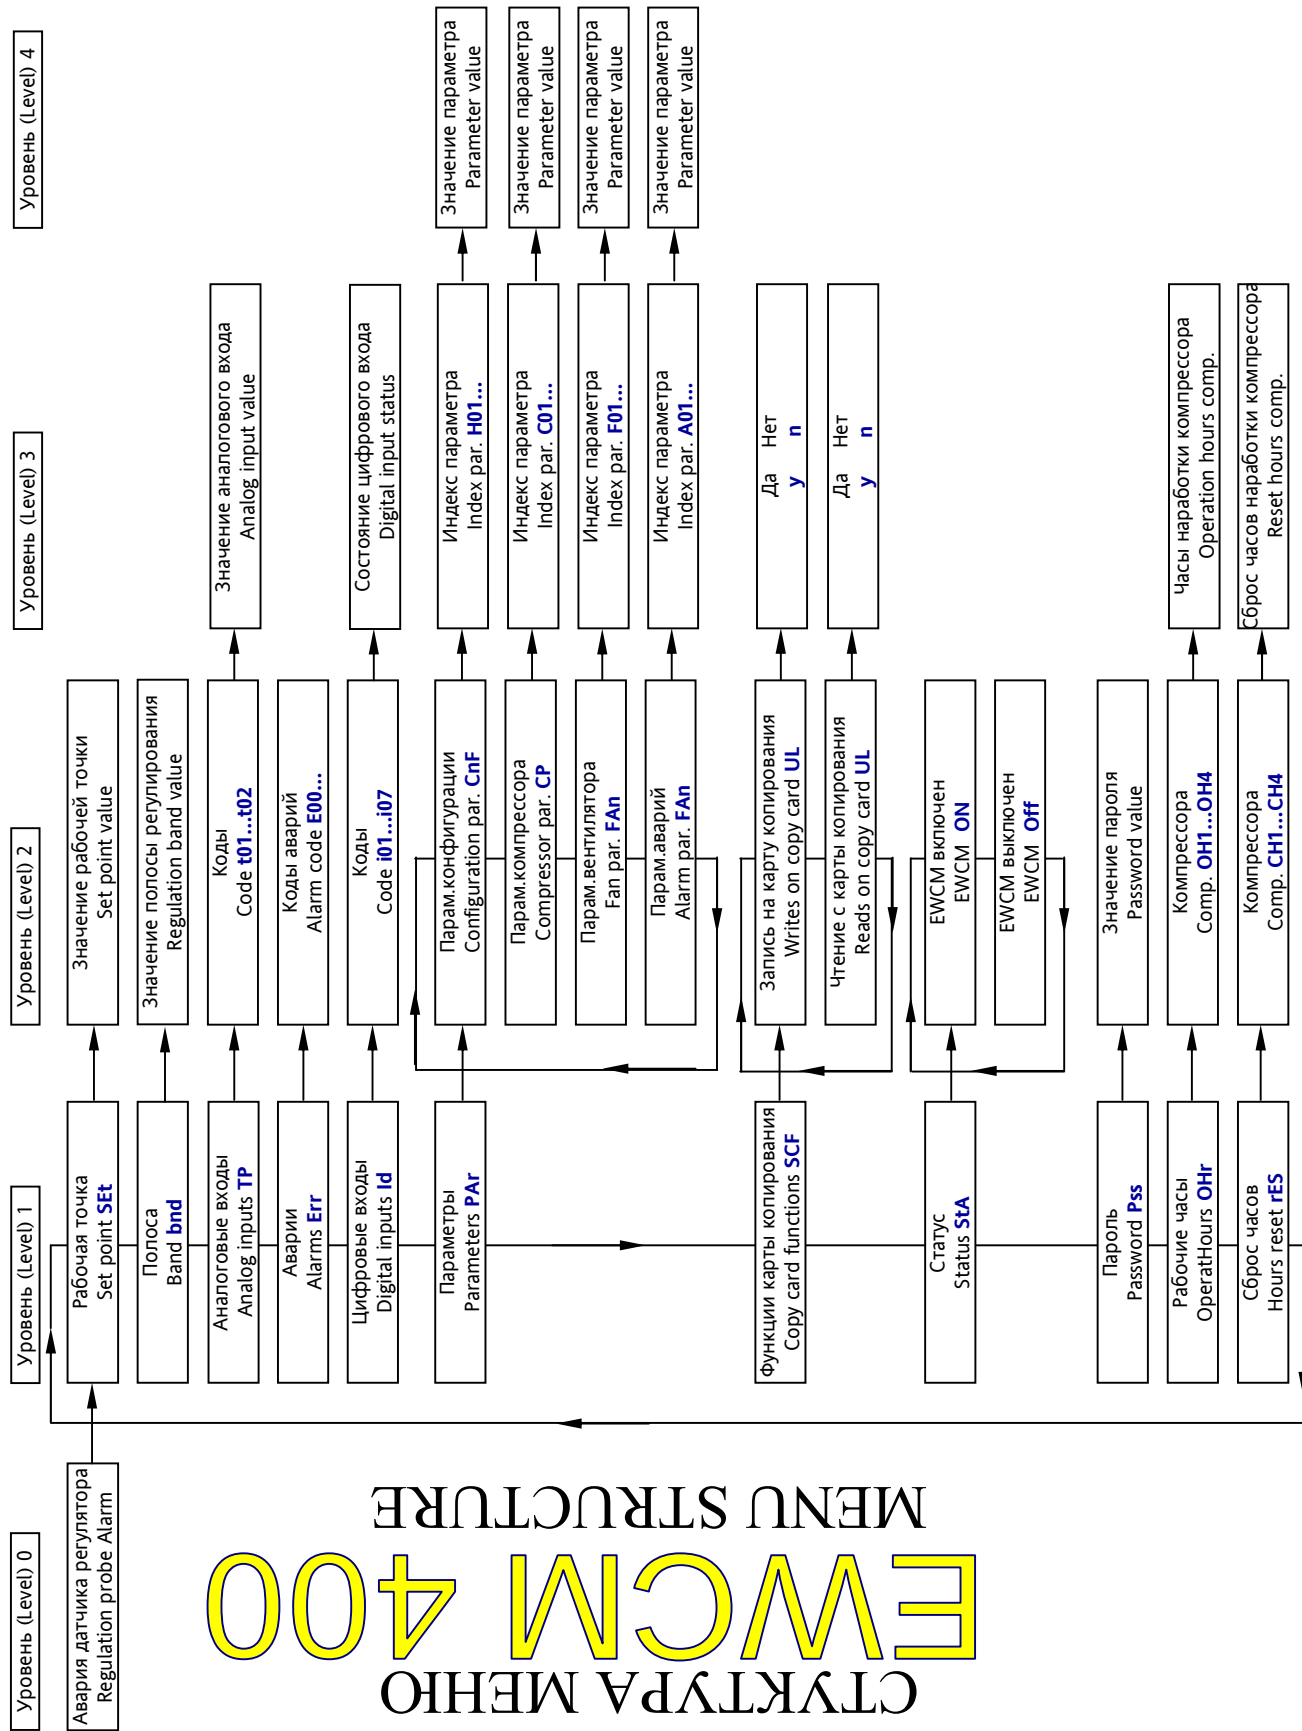 Уровень (Level) 0
Уровень (Level) 1
Уровень (Level) 2
Уровень (Level) 3
Уровень (Level) 4
Авария датчика регулятора
Regulation probe Alarm
Рабочая точка
Set point SEt
Значение рабочей точки
Set point value
Полоса
Band bnd
Значение полосы регулирования
Regulation band value
Аналоговые входы
Analog inputs TP
Коды
Code t01...t02
Значение аналогового входа
Analog input value
Аварии
Alarms Err
Коды аварий
Alarm code E00...
Цифровые входы
Digital inputs Id
Коды
Code i01...i07
Состояние цифрового входа
Digital input status
Параметры
Parameters PAr
Парам.конфигурации
Configuration par. CnF
Индекс параметра
Index par. H01...
Значение параметра
Parameter value
Парам.компрессора
Compressor par. CP
Индекс параметра
Index par. C01...
Значение параметра
Parameter value
Парам.вентилятора
Fan par. FAn
Индекс параметра
Index par. F01...
Значение параметра
Parameter value
Парам.аварий
Alarm par. FAn
Индекс параметра
Index par. A01...
Значение параметра
Parameter value
Функции карты копирования
Copy card functions SCF
Запись на карту копирования
Writes on copy card UL
Да Нет
y n
Чтение с карты копирования
Reads on copy card UL
Да Нет
y n
Статус
Status StA
EWCM включен
EWCM ON
EWCM выключен
EWCM Off
Пароль
Password Pss
Значение пароля
Password value
Рабочие часы
OperatHours OHr
Компрессора
Comp. OH1...OH4
Часы наработки компрессора
Operation hours comp.
Сброс часов
Hours reset rES
Компрессора
Comp. CH1...CH4
Сброс часов наработки компрессора
Reset hours comp.
СТУКТУРА МЕНЮ
EWCM 400
MENU STRUCTURE